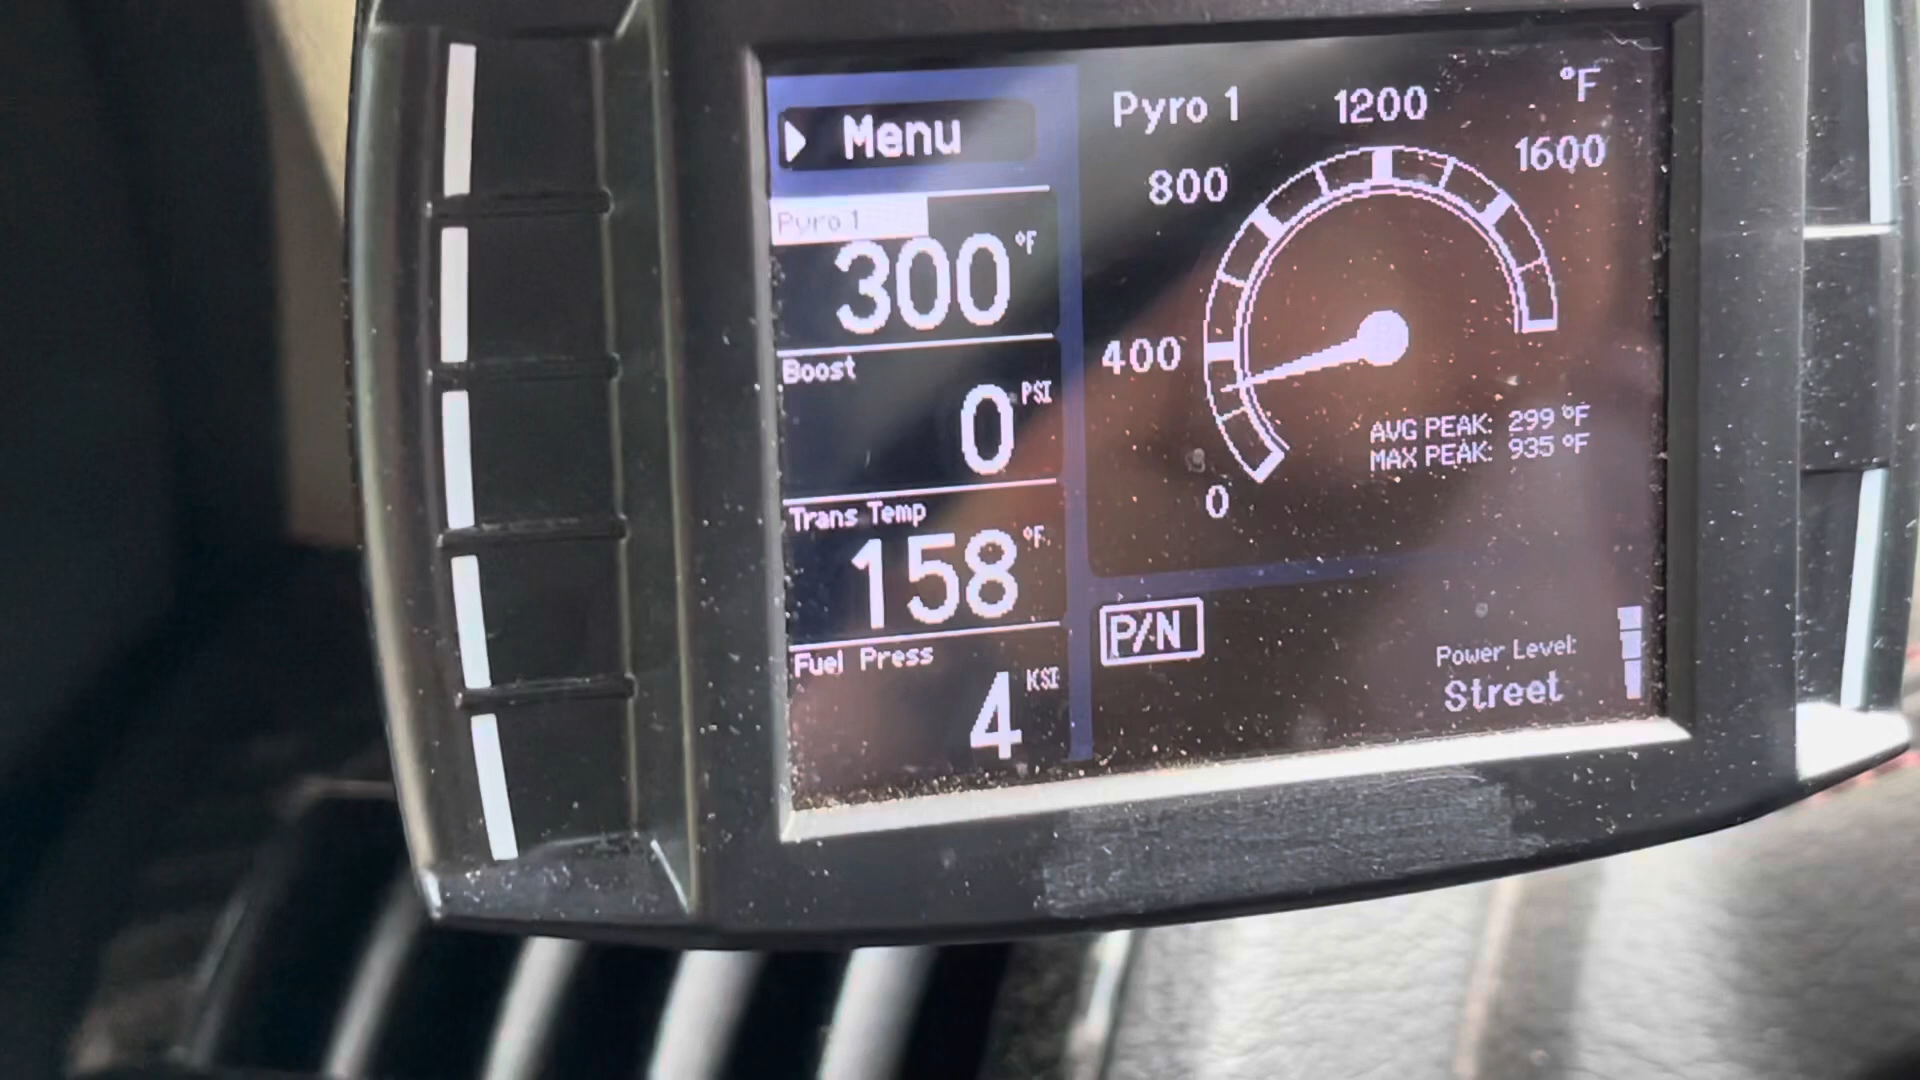 Menu
Pyro 1
300 °F
Boost
0 PSI
Trans Temp
158 °F
Fuel Press
4 KSI
Pyro 1
°F
0
400
800
1200
1600
AVG PEAK: 299 °F
MAX PEAK: 935 °F
P/N
Power Level:
Street